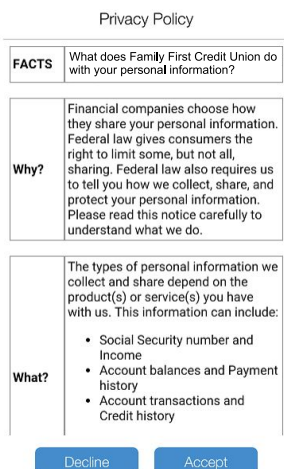 Privacy Policy
FACTS
What does Family First Credit Union do
with your personal information?
Why?
Financial companies choose how
they share your personal information.
Federal law gives consumers the
right to limit some, but not all,
sharing. Federal law also requires us
to tell you how we collect, share, and
protect your personal information.
Please read this notice carefully to
understand what we do.
What?
The types of personal information we
collect and share depend on the
product(s) or service(s) you have
with us. This information can include:
• Social Security number and
Income
• Account balances and Payment
history
• Account transactions and
Credit history
Decline
Accept